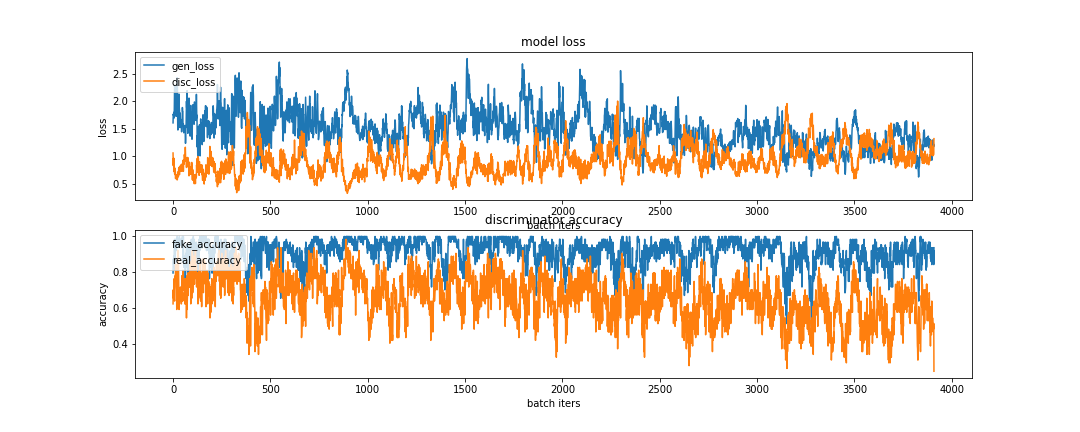 model loss
gen_loss
disc_loss
loss
2.5
2.0
1.5
1.0
0.5
0
500
1000
1500
2000
2500
3000
3500
4000
batch iters
discriminator accuracy
fake_accuracy
real_accuracy
accuracy
1.0
0.8
0.6
0.4
0
500
1000
1500
2000
2500
3000
3500
4000
batch iters